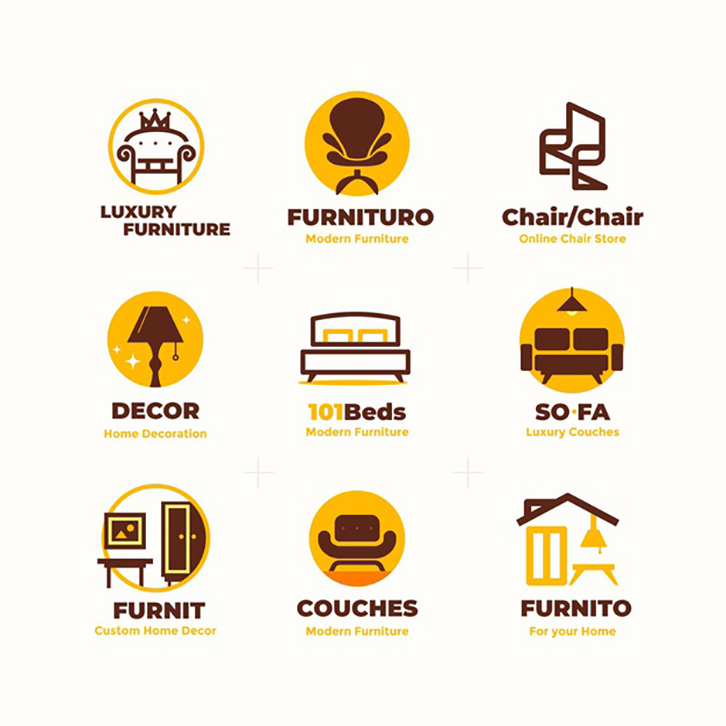 LUXURY
FURNITURE
FURNITURO
Modern Furniture
Chair/Chair
Online Chair Store
DECOR
Home Decoration
101Beds
Modern Furniture
SO·FA
Luxury Couches
FURNIT
Custom Home Decor
COUCHES
Modern Furniture
FURNITO
For your Home